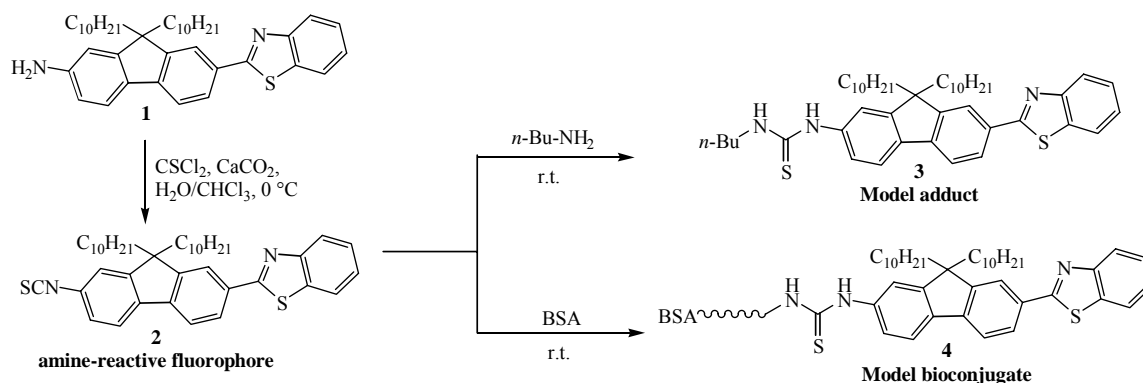 C10H21 C10H21
H2N
N
S
1
CSCl2, CaCO2,
H2O/CHCl3, 0 °C
C10H21 C10H21
SCN
N
S
2
amine-reactive fluorophore
n-Bu-NH2
r.t.
BSA
r.t.
C10H21 C10H21
H H
N N
n-Bu
S
N
S
3
Model adduct
C10H21 C10H21
H H
N N
BSA
S
N
S
4
Model bioconjugate